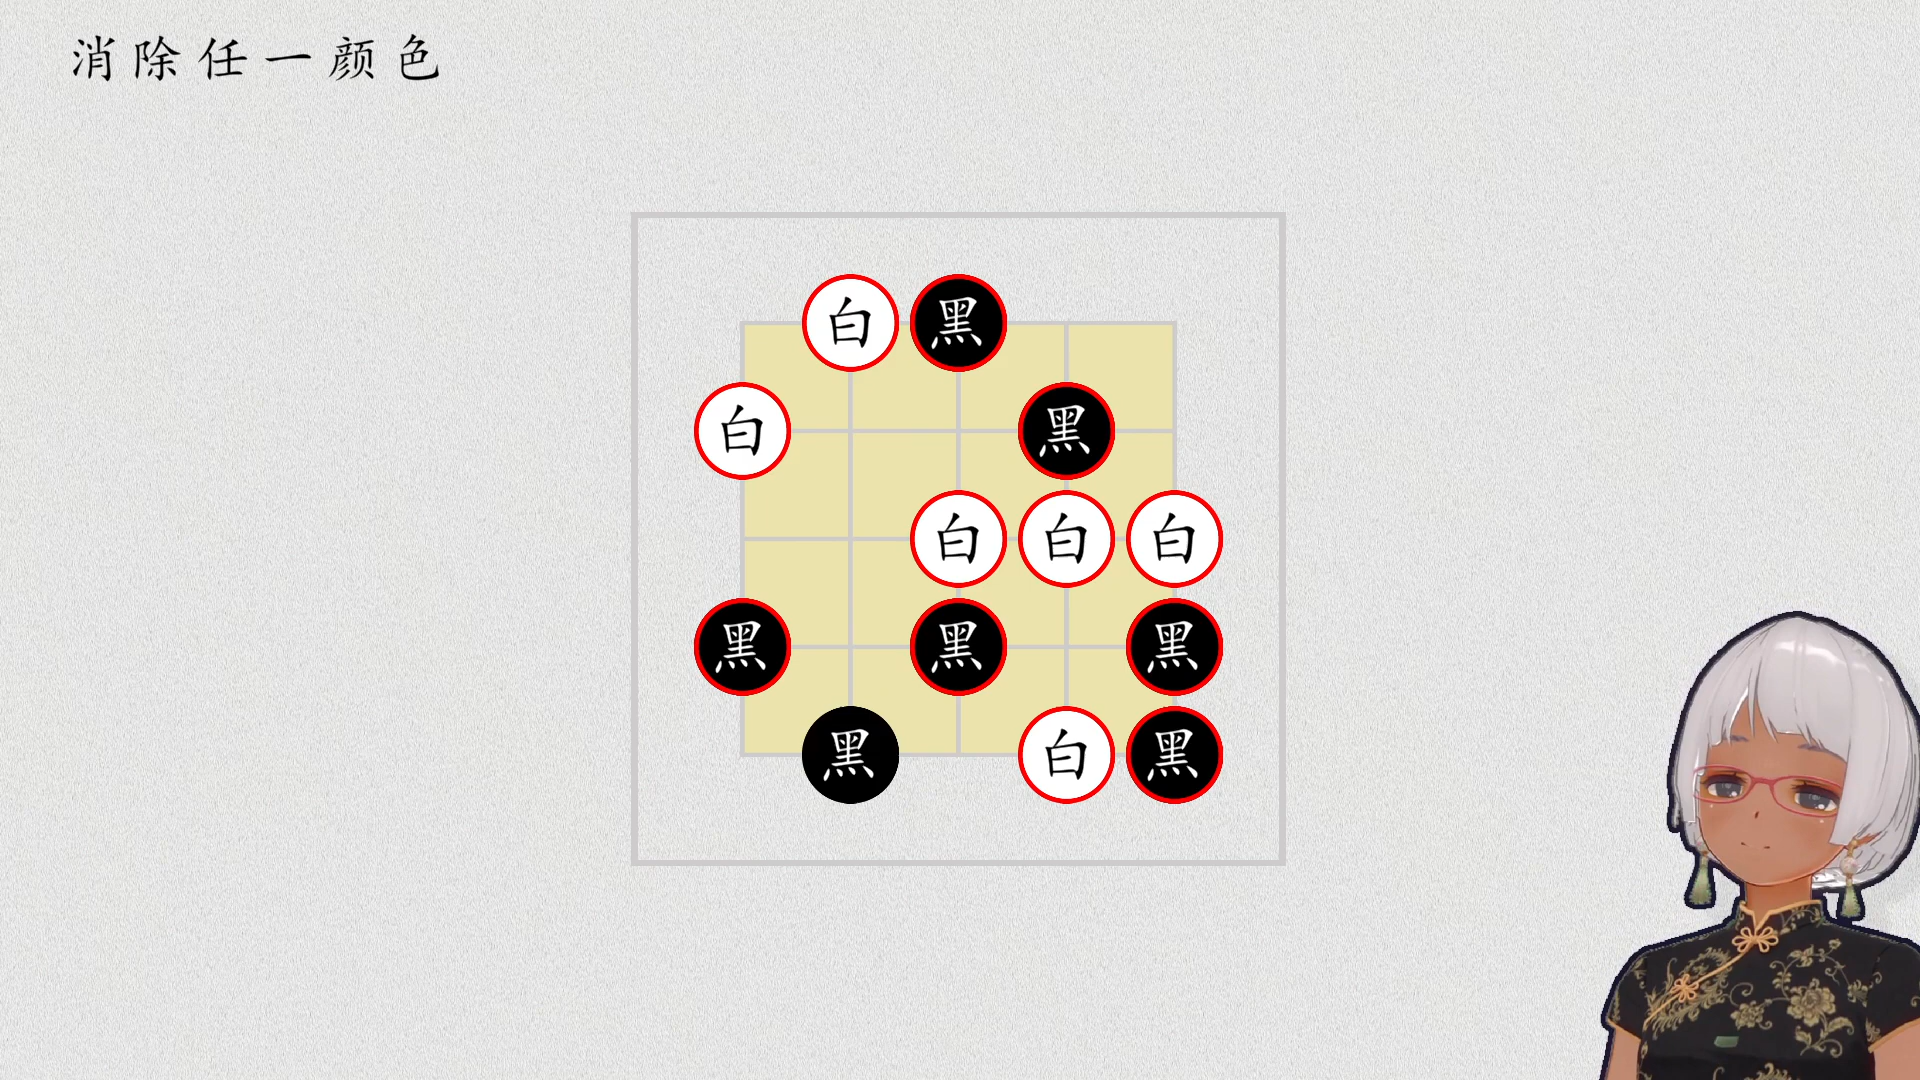 消除任一颜色
白 黑
白 黑
白 白 白
黑 黑 黑
黑 白 黑